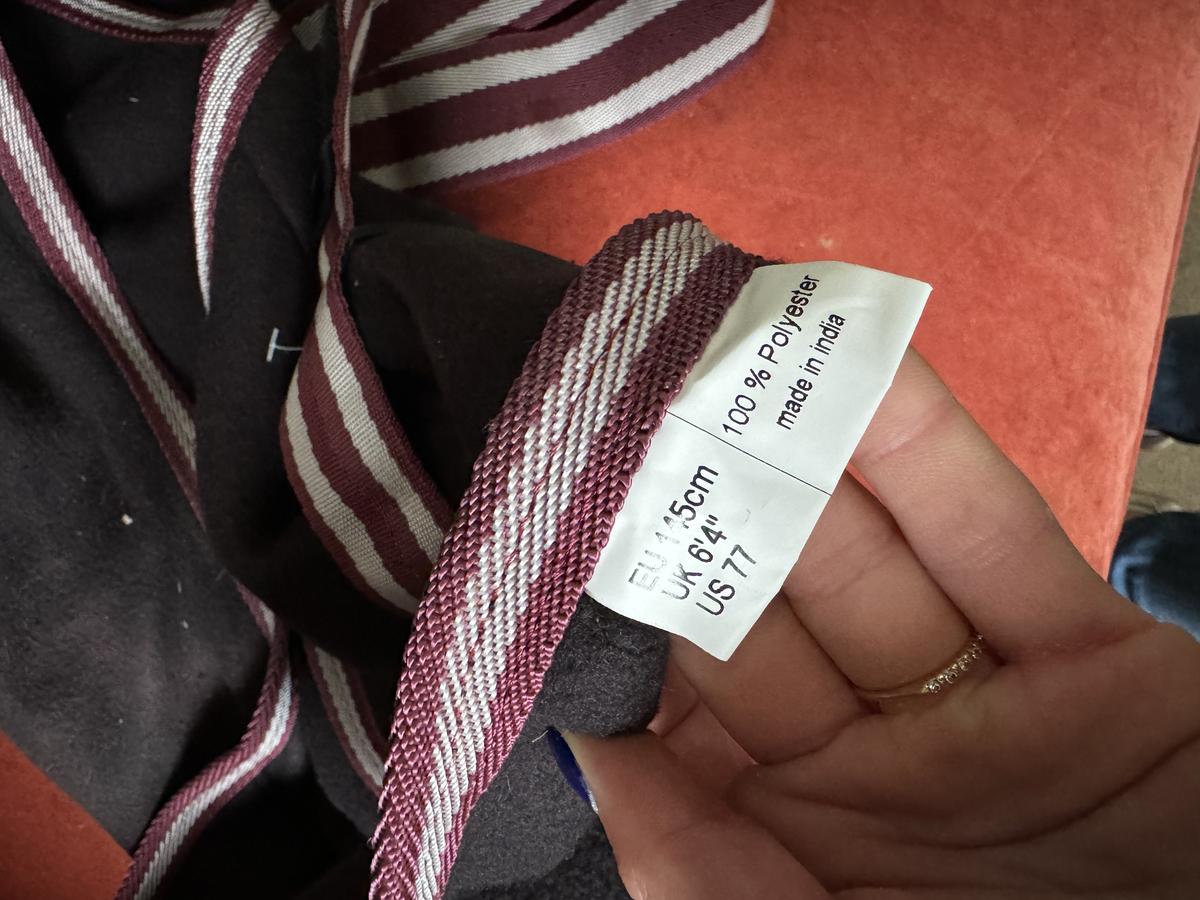 100 % Polyester
made in india
EU 145cm
UK 6'4"
US 77